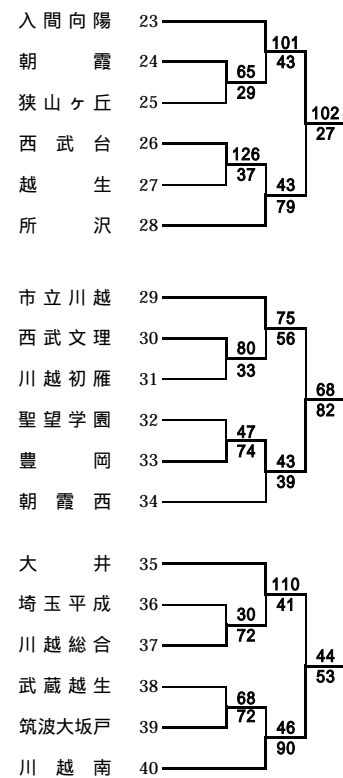 入間向陽 23
101
朝霞 24
65
43
29
狭山ヶ丘 25
102
27
西武台 26
126
37
43
越生 27
79
所沢 28
市立川越 29
75
西武文理 30
80
56
33
川越初雁 31
68
82
聖望学園 32
47
74
43
豊岡 33
39
朝霞西 34
大井 35
110
埼玉平成 36
30
41
72
川越総合 37
44
53
武蔵越生 38
68
72
46
筑波大坂戸 39
90
川越南 40